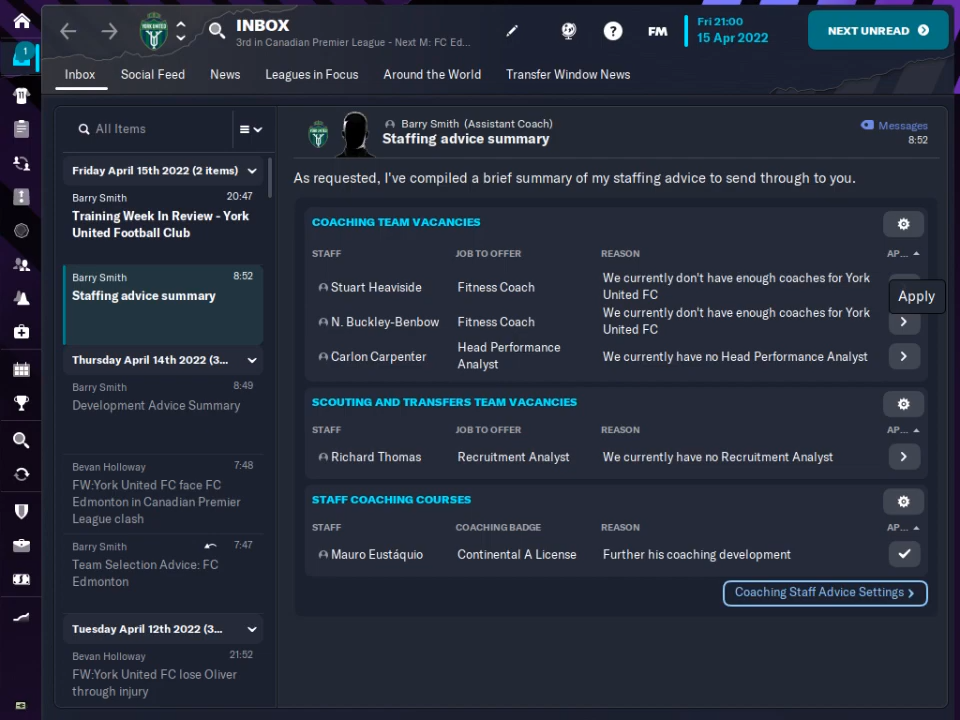 INBOX
3rd in Canadian Premier League - Next M: FC Ed...
?
FM
Fri 21:00
15 Apr 2022
NEXT UNREAD
1
Inbox
Social Feed
News
Leagues in Focus
Around the World
Transfer Window News
11
All Items
Friday April 15th 2022 (2 items)
Barry Smith
20:47
Training Week In Review - York
United Football Club
Barry Smith
8:52
Staffing advice summary
Thursday April 14th 2022 (3...
Barry Smith
8:49
Development Advice Summary
Bevan Holloway
7:48
FW:York United FC face FC
Edmonton in Canadian Premier
League clash
Barry Smith
7:47
Team Selection Advice: FC
Edmonton
Tuesday April 12th 2022 (3...
Bevan Holloway
21:52
FW:York United FC lose Oliver
through injury
Barry Smith (Assistant Coach)
Staffing advice summary
Messages
8:52
As requested, I've compiled a brief summary of my staffing advice to send through to you.
COACHING TEAM VACANCIES
STAFF
JOB TO OFFER
REASON
AP...
Stuart Heaviside
Fitness Coach
We currently don't have enough coaches for York
United FC
Apply
N. Buckley-Benbow
Fitness Coach
We currently don't have enough coaches for York
United FC
Carlon Carpenter
Head Performance
Analyst
We currently have no Head Performance Analyst
SCOUTING AND TRANSFERS TEAM VACANCIES
STAFF
JOB TO OFFER
REASON
AP...
Richard Thomas
Recruitment Analyst
We currently have no Recruitment Analyst
STAFF COACHING COURSES
STAFF
COACHING BADGE
REASON
AP...
Mauro Eustáquio
Continental A License
Further his coaching development
Coaching Staff Advice Settings